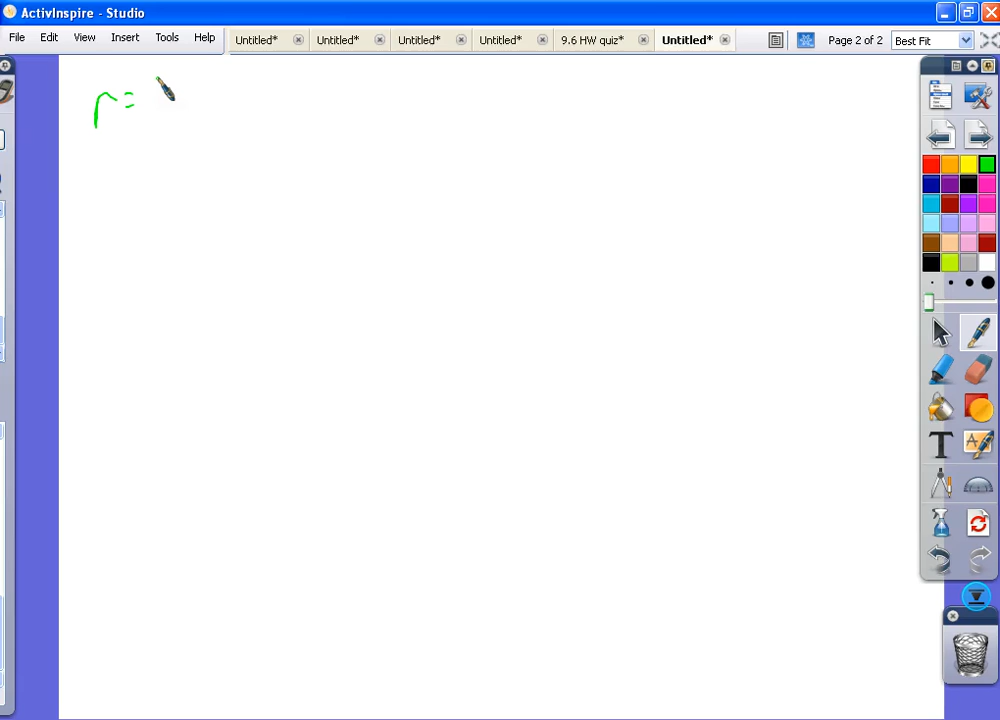 ActivInspire - Studio
File Edit View Insert Tools Help
Untitled* Untitled* Untitled* Untitled* 9.6 HW quiz* Untitled* Page 2 of 2 Best Fit
r=